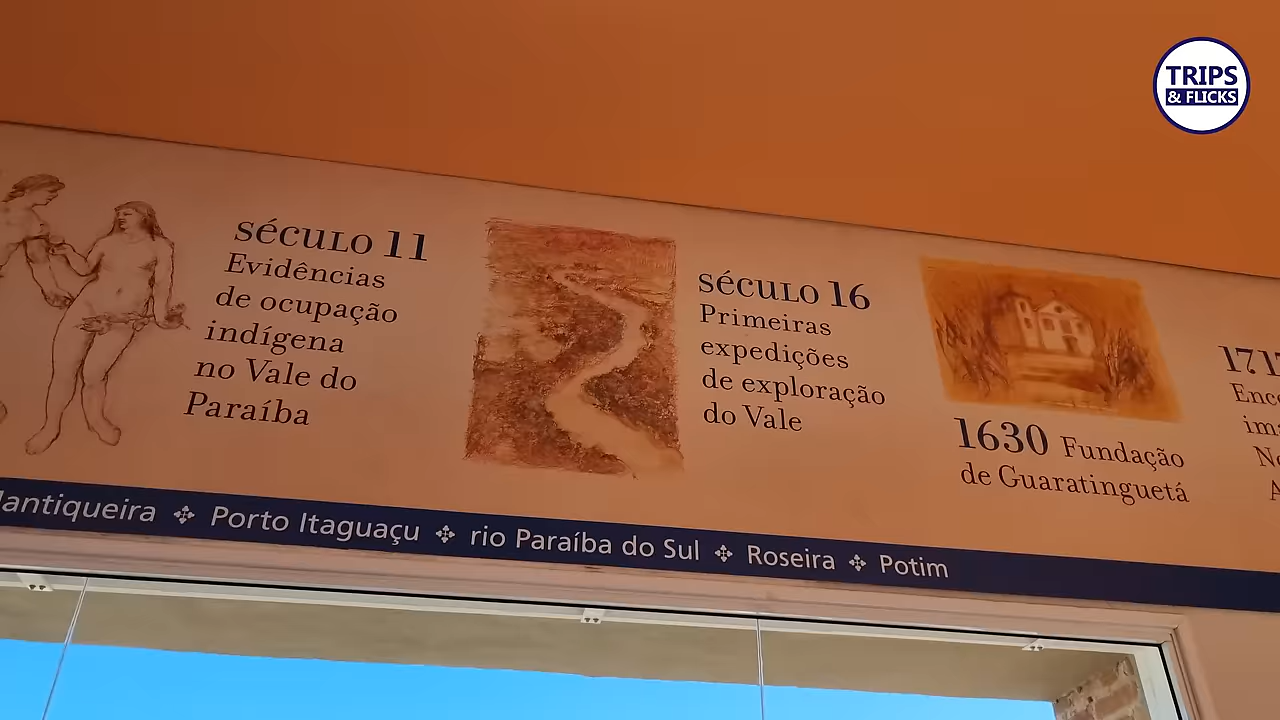 TRIPS
& FLICKS
século 11
Evidências
de ocupação
indígena
no Vale do
Paraíba
século 16
Primeiras
expedições
de exploração
do Vale
1630 Fundação
de Guaratinguetá
Porto Itaguaçu ✥ rio Paraíba do Sul ✥ Roseira ✥ Potim